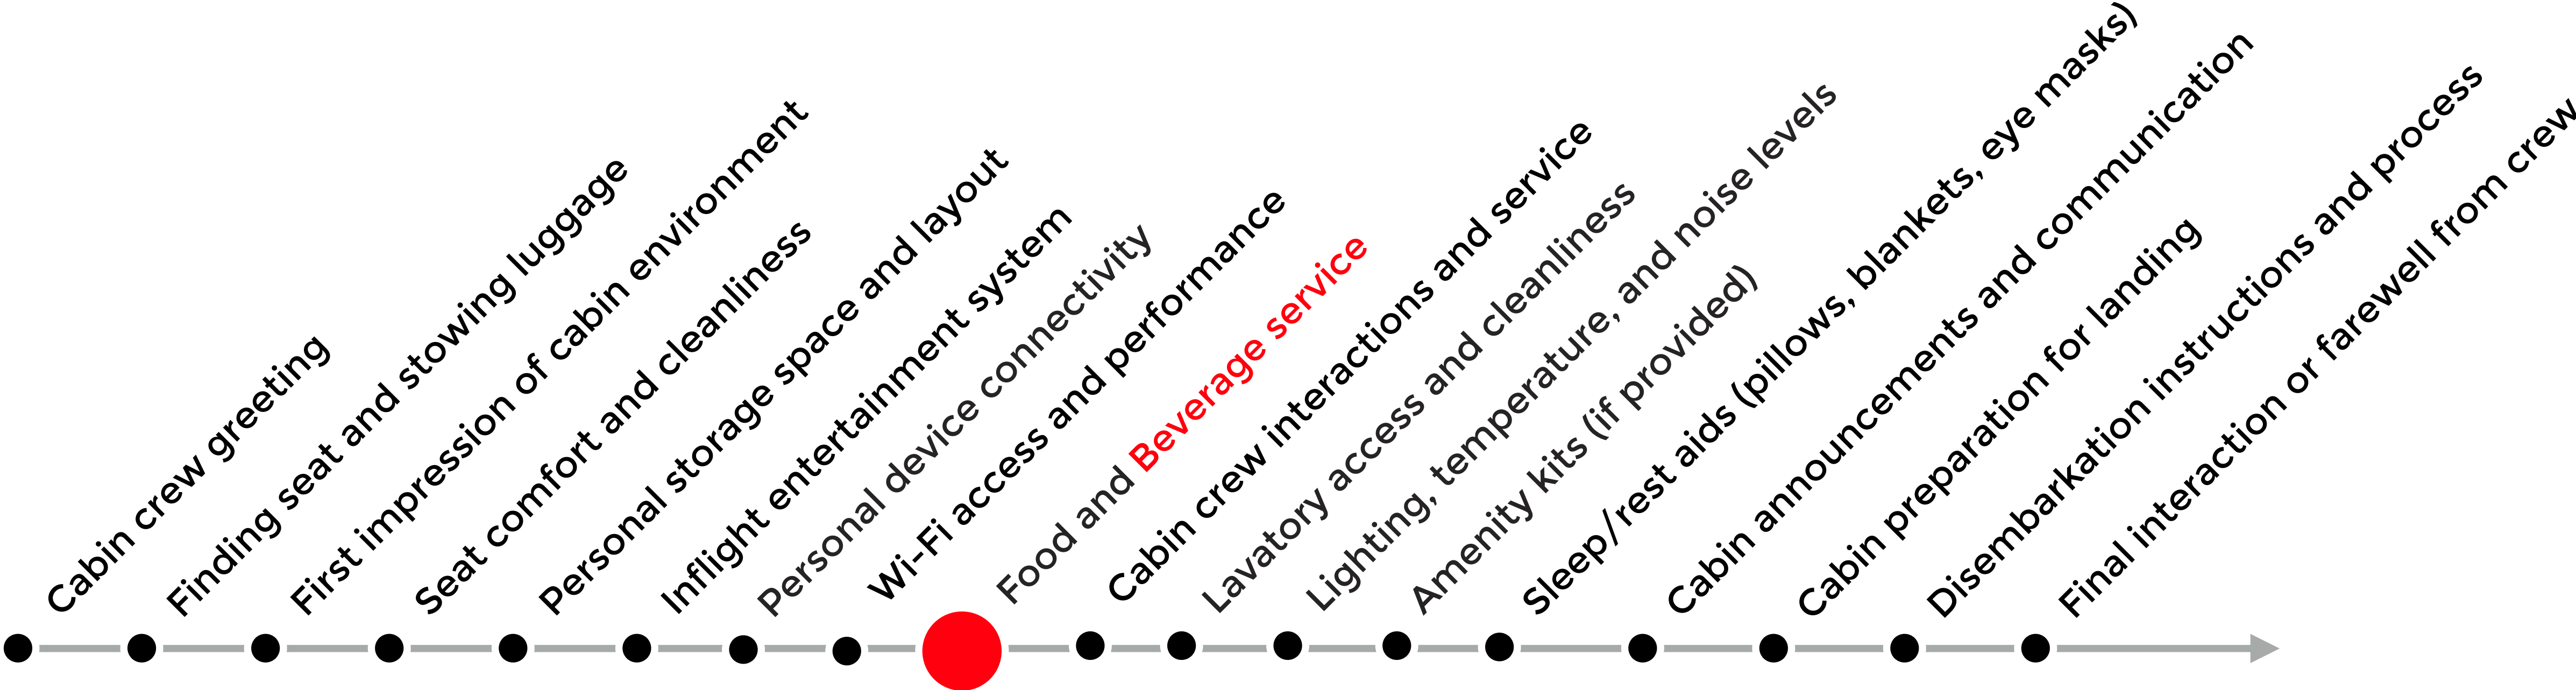 Cabin crew greeting
Finding seat and stowing luggage
First impression of cabin environment
Seat comfort and cleanliness
Personal storage space and layout
Inflight entertainment system
Personal device connectivity
Wi-Fi access and performance
Food and Beverage service
Cabin crew interactions and service
Lavatory access and cleanliness
Lighting, temperature, and noise levels
Amenity kits (if provided)
Sleep/rest aids (pillows, blankets, eye masks)
Cabin announcements and communication
Cabin preparation for landing
Disembarkation instructions and process
Final interaction or farewell from crew